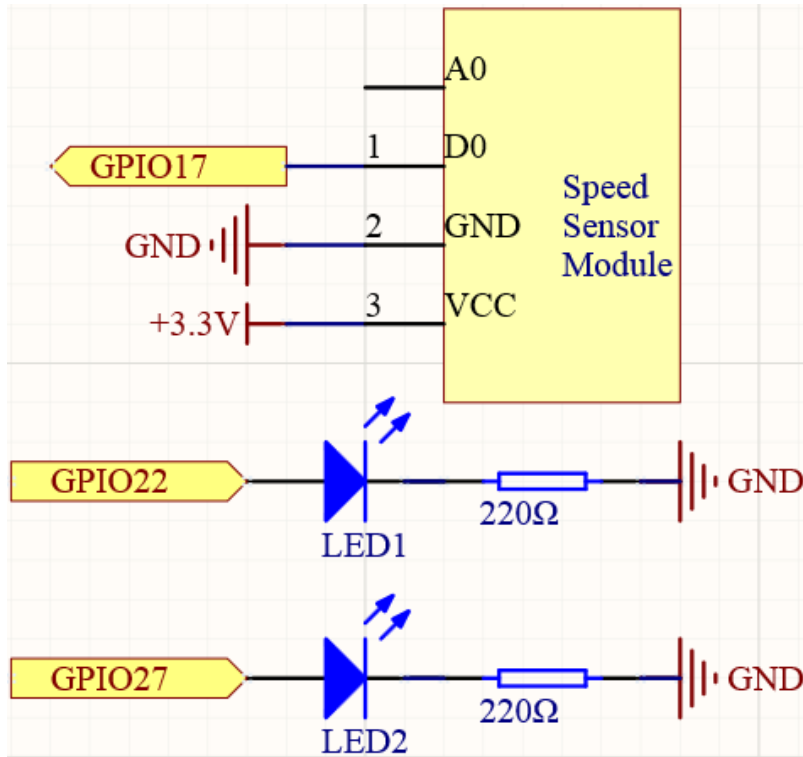 A0
GPIO17
1
D0
GND
2
GND
+3.3V
3
VCC
Speed
Sensor
Module
GPIO22
LED1
220Ω
GND
GPIO27
LED2
220Ω
GND